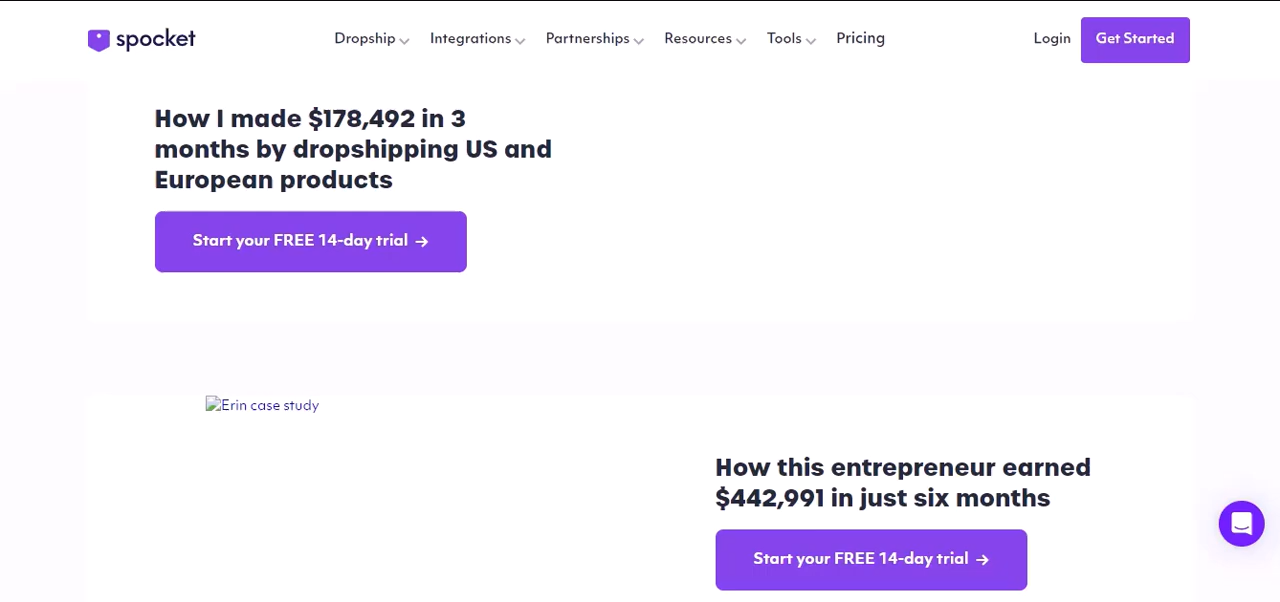 spocket
Dropship
Integrations
Partnerships
Resources
Tools
Pricing
Login
Get Started
How I made $178,492 in 3
months by dropshipping US and
European products
Start your FREE 14-day trial →
Erin case study
How this entrepreneur earned
$442,991 in just six months
Start your FREE 14-day trial →